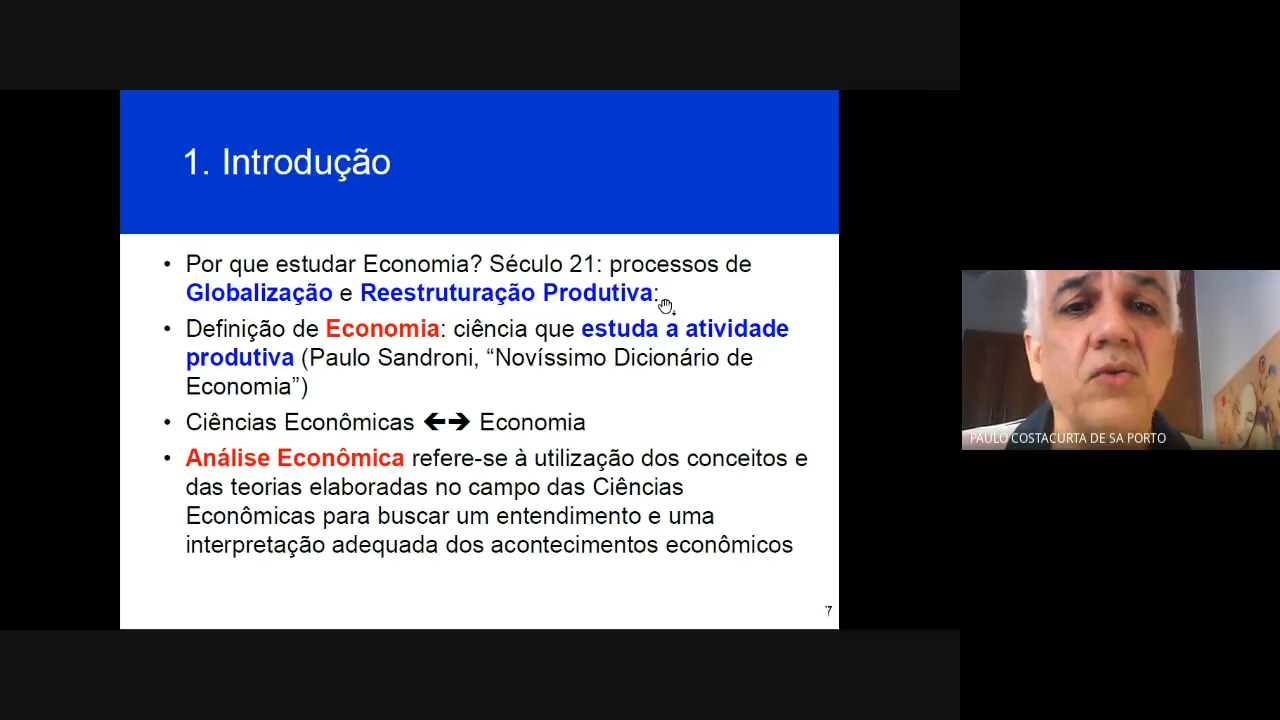 1. Introdução
• Por que estudar Economia? Século 21: processos de
Globalização e Reestruturação Produtiva:
• Definição de Economia: ciência que estuda a atividade
produtiva (Paulo Sandroni, “Novíssimo Dicionário de
Economia”)
• Ciências Econômicas ←→ Economia
• Análise Econômica refere-se à utilização dos conceitos e
das teorias elaboradas no campo das Ciências
Econômicas para buscar um entendimento e uma
interpretação adequada dos acontecimentos econômicos
7
PAULO COSTACURTA DE SA PORTO